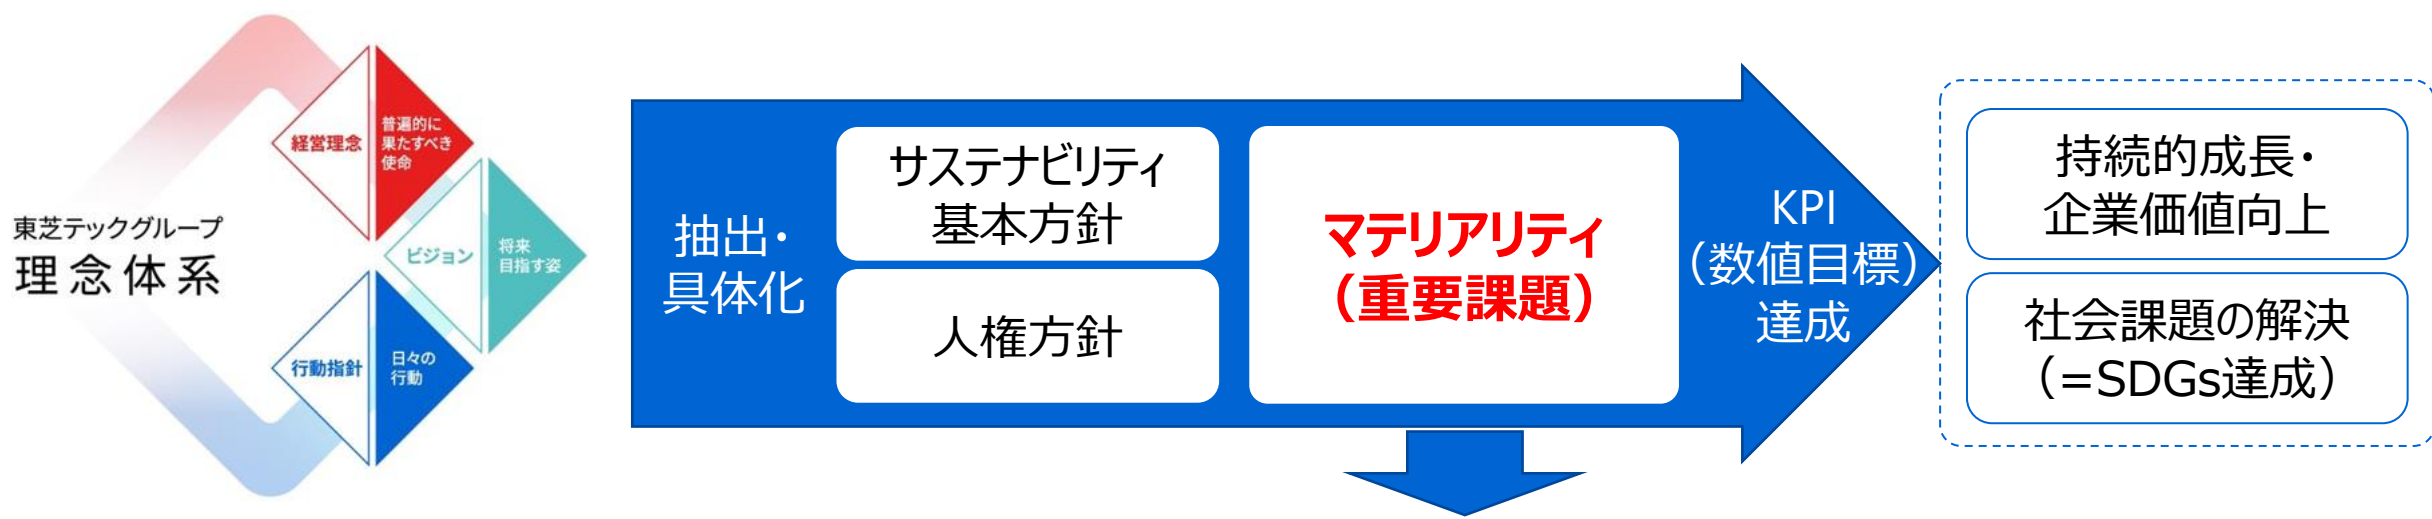 東芝テックグループ
理念体系
経営理念
普遍的に
果たすべき
使命
ビジョン
将来
目指す姿
行動指針
日々の
行動
抽出・
具体化
サステナビリティ
基本方針
人権方針
マテリアリティ
（重要課題）
KPI
（数値目標）
達成
持続的成長・
企業価値向上
社会課題の解決
（=SDGs達成）